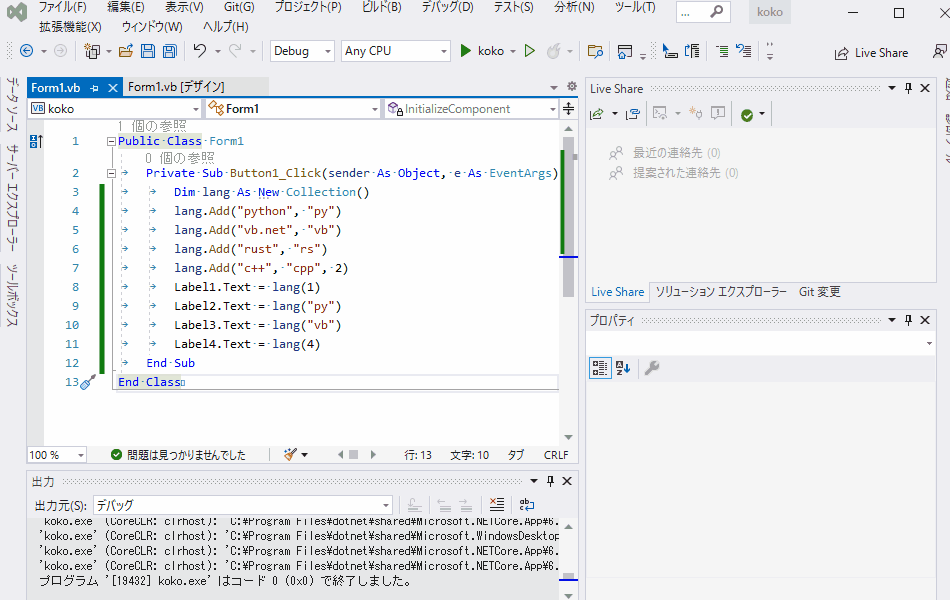 ファイル(F) 編集(E) 表示(V) Git(G) プロジェクト(P) ビルド(B) デバッグ(D) テスト(S) 分析(N) ツール(T) ... koko
拡張機能(X) ウィンドウ(W) ヘルプ(H)
Debug Any CPU koko Live Share
データソース
サーバー エクスプローラー
ツールボックス
Form1.vb Form1.vb [デザイン]
VB koko Form1 InitializeComponent
1 個の参照
1 Public Class Form1
0 個の参照
2 Private Sub Button1_Click(sender As Object, e As EventArgs)
3 Dim lang As New Collection()
4 lang.Add("python", "py")
5 lang.Add("vb.net", "vb")
6 lang.Add("rust", "rs")
7 lang.Add("c++", "cpp", 2)
8 Label1.Text = lang(1)
9 Label2.Text = lang("py")
10 Label3.Text = lang("vb")
11 Label4.Text = lang(4)
12 End Sub
13 End Class
100 % 問題は見つかりませんでした 行: 13 文字: 10 タブ CRLF
出力
出力元(S): デバッグ
'koko.exe' (CoreCLR: clrhost): 'C:¥Program Files¥dotnet¥shared¥Microsoft.NETCore.App¥6.
'koko.exe' (CoreCLR: clrhost): 'C:¥Program Files¥dotnet¥shared¥Microsoft.WindowsDesktop
'koko.exe' (CoreCLR: clrhost): 'C:¥Program Files¥dotnet¥shared¥Microsoft.NETCore.App¥6.
'koko.exe' (CoreCLR: clrhost): 'C:¥Program Files¥dotnet¥shared¥Microsoft.NETCore.App¥6.
プログラム '[19432] koko.exe' はコード 0 (0x0) で終了しました。
Live Share
最近の連絡先 (0)
提案された連絡先 (0)
Live Share ソリューション エクスプローラー Git 変更
プロパティ